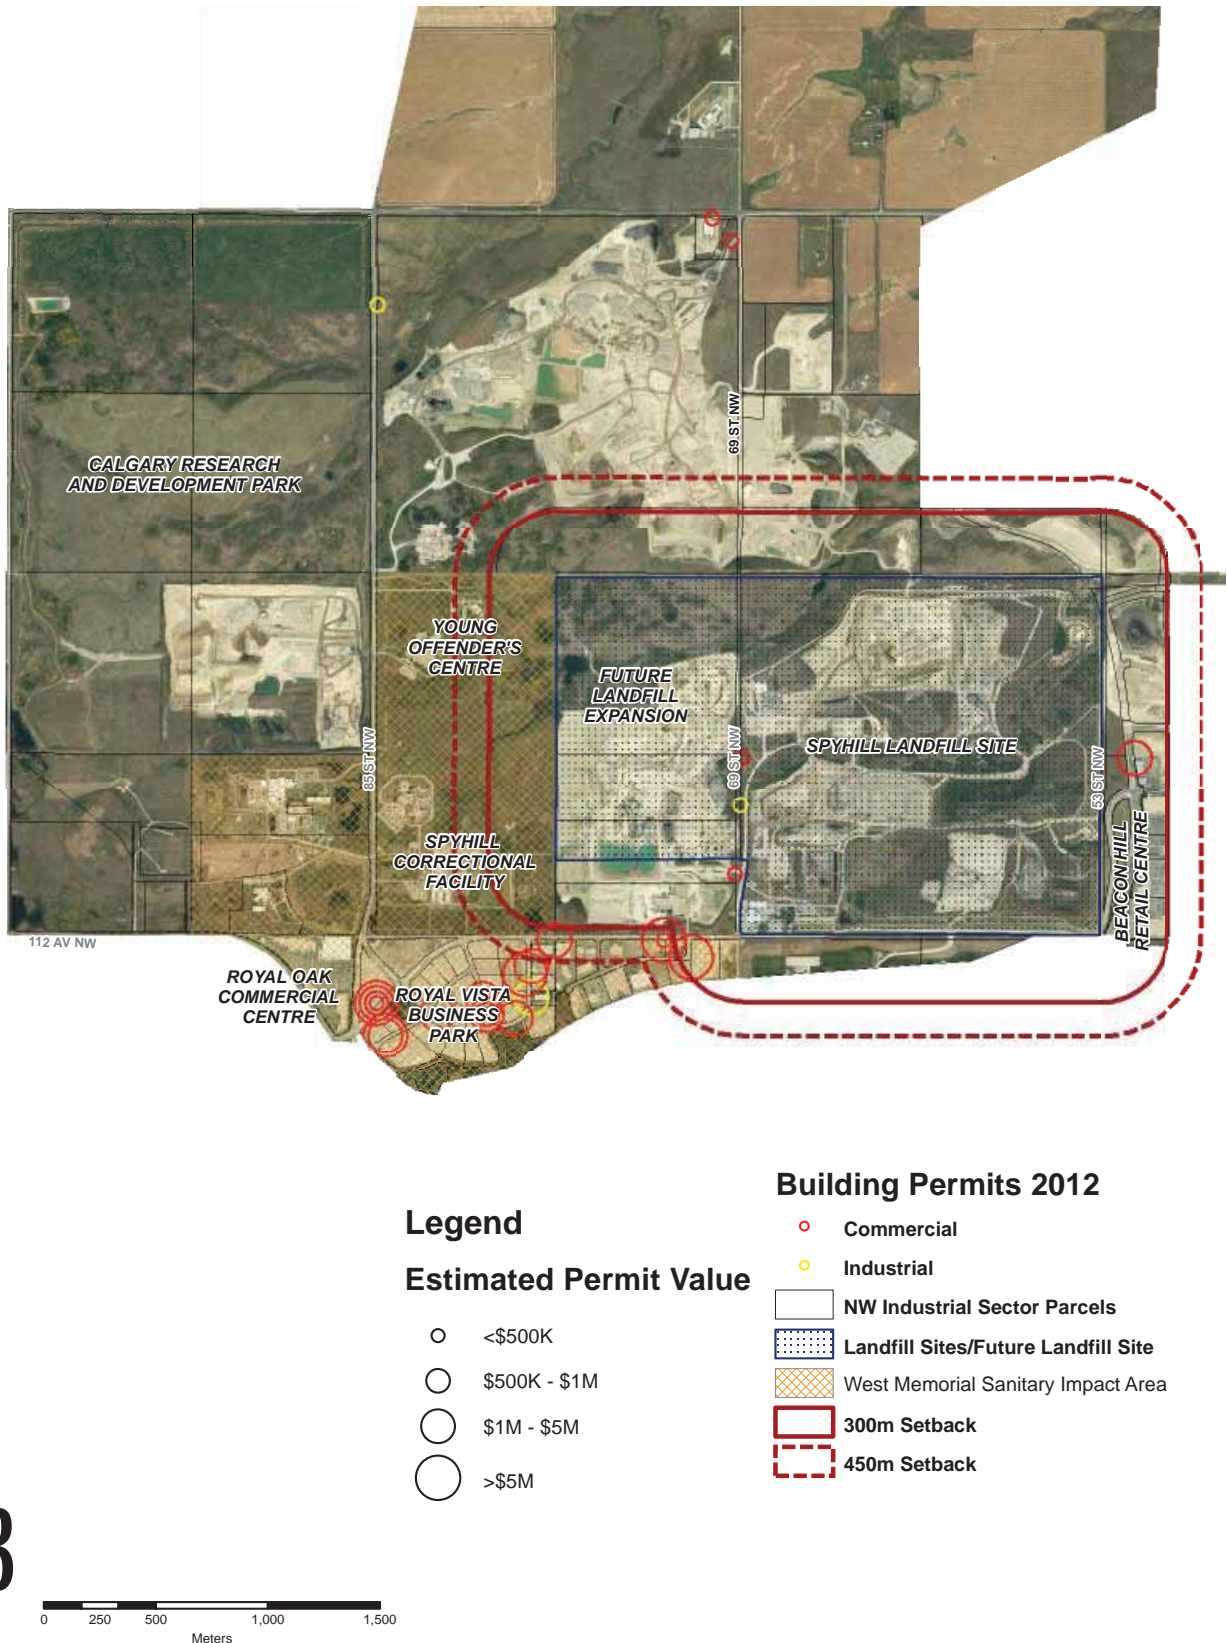 69 ST NW
CALGARY RESEARCH
AND DEVELOPMENT PARK
YOUNG
OFFENDER'S
CENTRE
FUTURE
LANDFILL
EXPANSION
85 ST NW
69 ST NW
SPYHILL LANDFILL SITE
53 ST NW
SPYHILL
CORRECTIONAL
FACILITY
BEACON HILL
RETAIL CENTRE
112 AV NW
ROYAL OAK
COMMERCIAL
CENTRE
ROYAL VISTA
BUSINESS
PARK
Legend
Estimated Permit Value
<$500K
$500K - $1M
$1M - $5M
>$5M
Building Permits 2012
Commercial
Industrial
NW Industrial Sector Parcels
Landfill Sites/Future Landfill Site
West Memorial Sanitary Impact Area
300m Setback
450m Setback
0 250 500 1,000 1,500
Meters